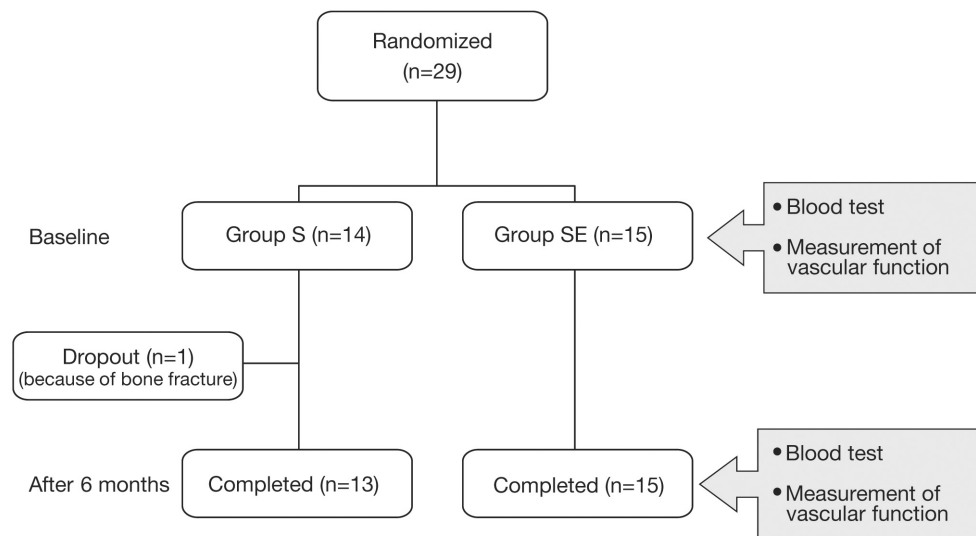 Randomized
(n=29)
Baseline
Group S (n=14)
Group SE (n=15)
• Blood test
• Measurement of
vascular function
Dropout (n=1)
(because of bone fracture)
After 6 months
Completed (n=13)
Completed (n=15)
• Blood test
• Measurement of
vascular function